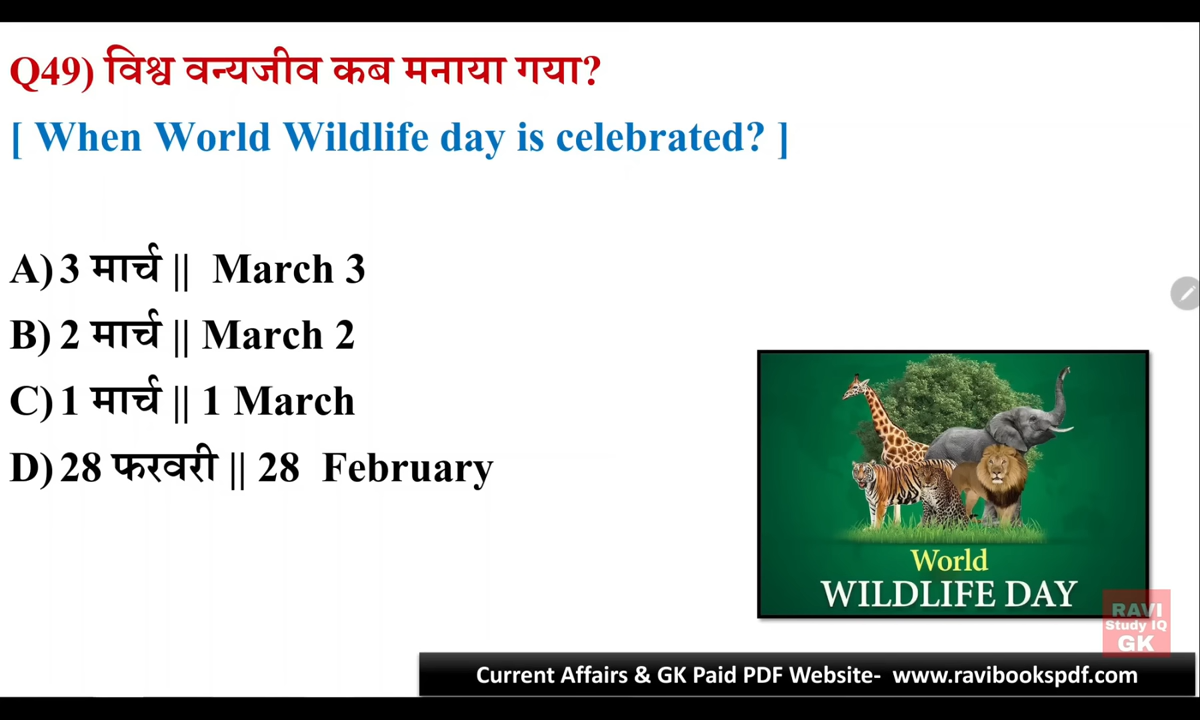 Q49) विश्व वन्यजीव कब मनाया गया?
[ When World Wildlife day is celebrated? ]
A) 3 मार्च || March 3
B) 2 मार्च || March 2
C) 1 मार्च || 1 March
D) 28 फरवरी || 28 February
World
WILDLIFE DAY
RAVI
Study IQ
GK
Current Affairs & GK Paid PDF Website- www.ravibookspdf.com